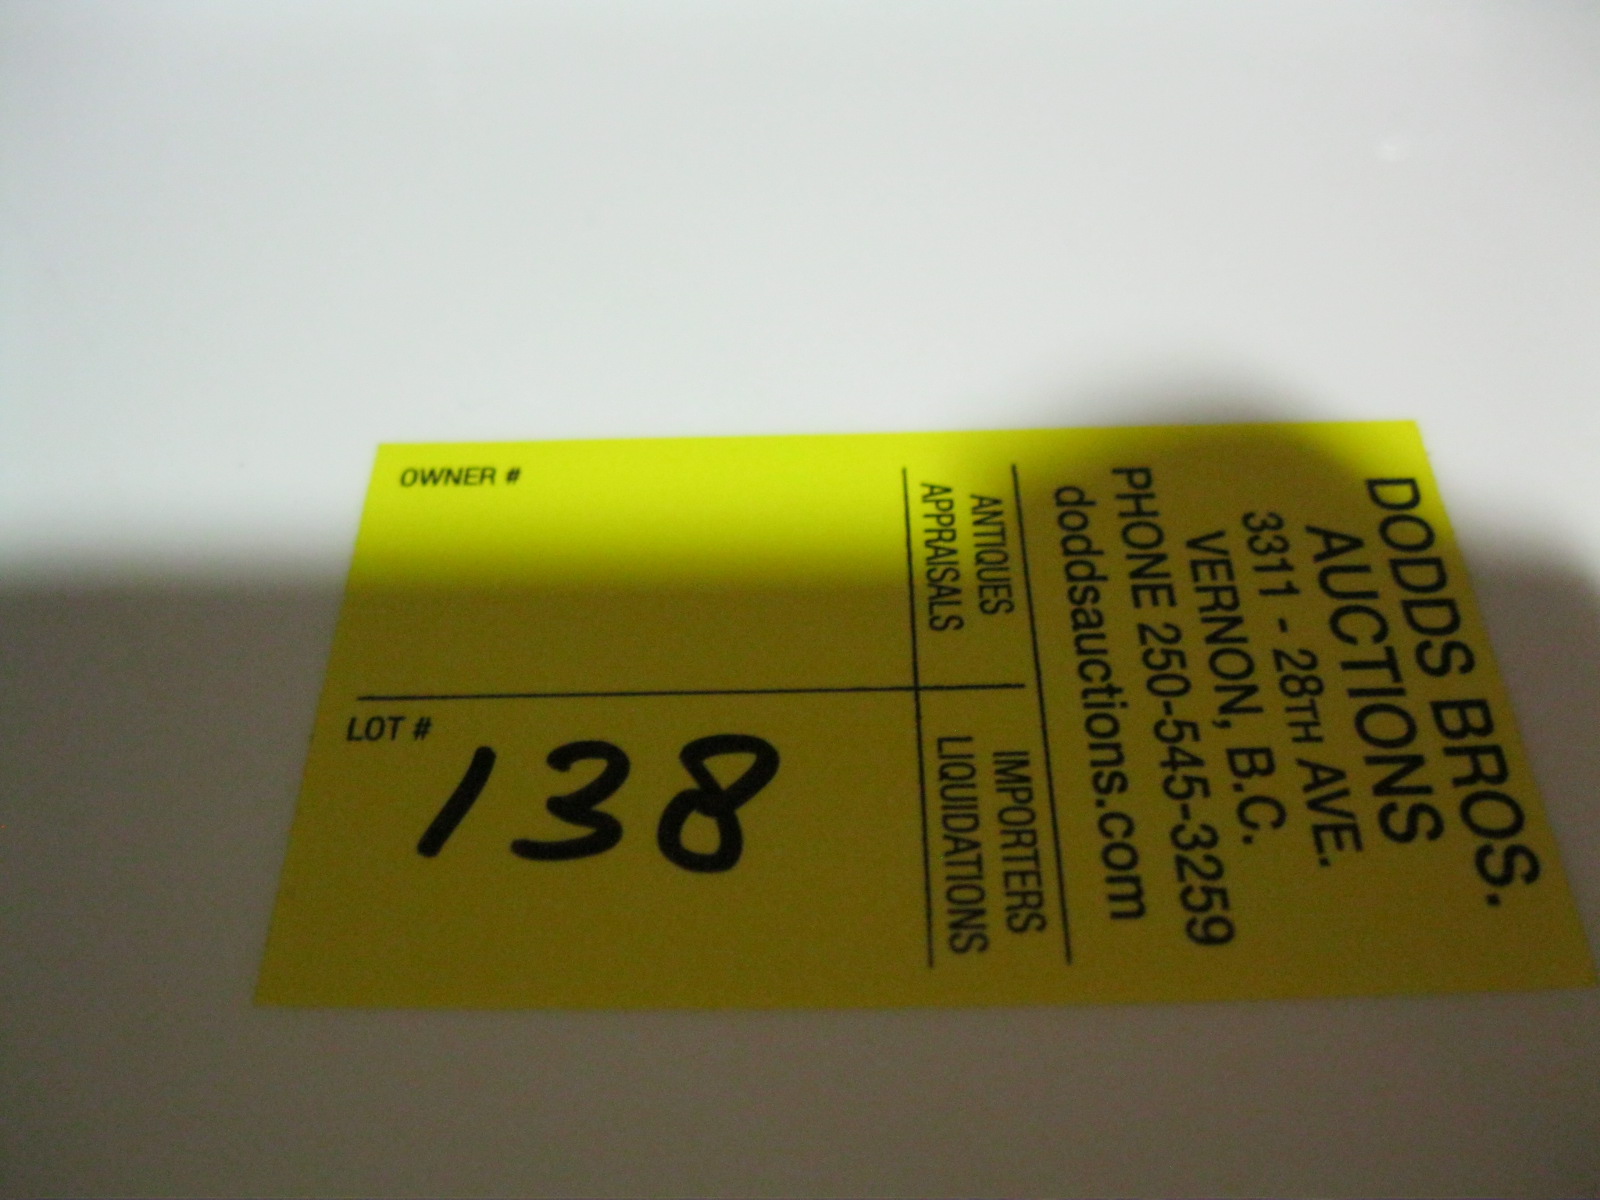 DODDS BROS.
AUCTIONS
3311 - 28TH AVE.
VERNON, B.C.
PHONE 250-545-3259
doddsauctions.com
ANTIQUES IMPORTERS
APPRAISALS LIQUIDATIONS
OWNER #
LOT # 138